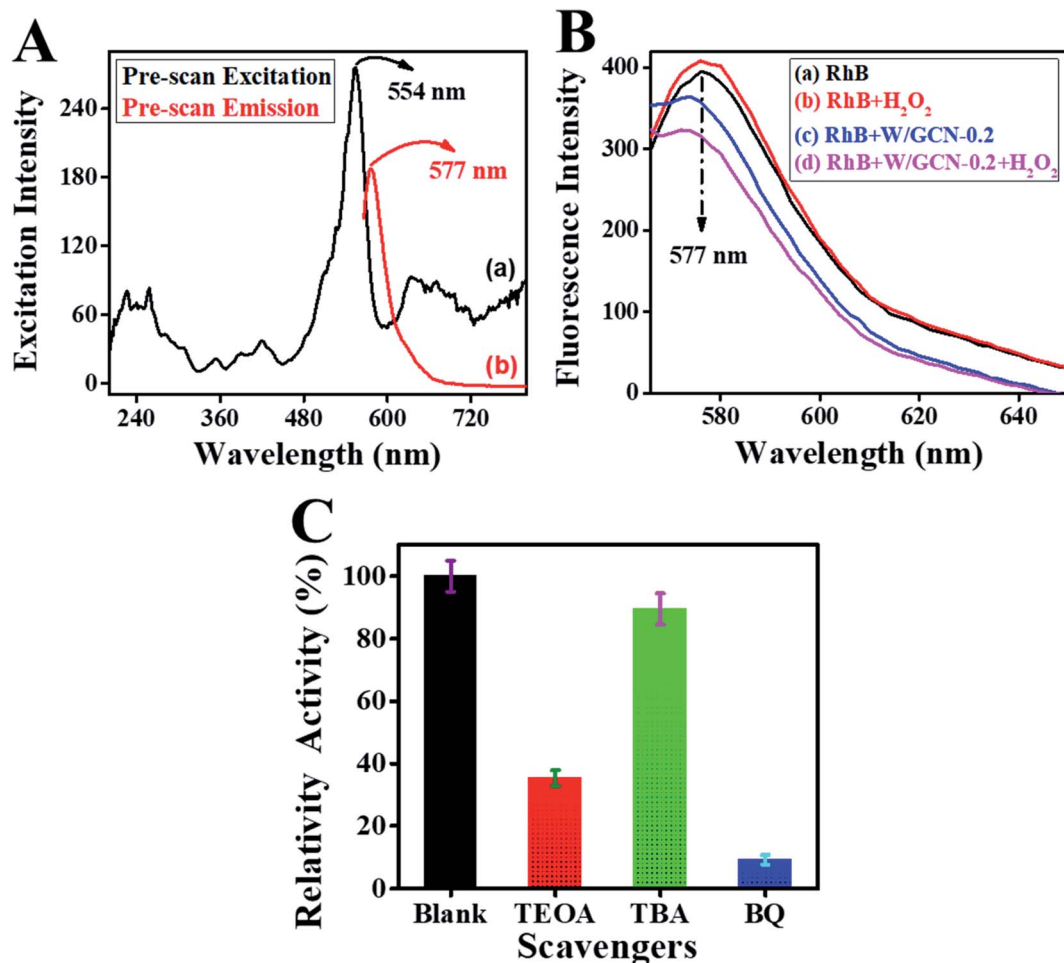 A
Pre-scan Excitation
Pre-scan Emission
554 nm
577 nm
(a)
(b)
Excitation Intensity
240
180
120
60
0
240 360 480 600 720
Wavelength (nm)
B
(a) RhB
(b) RhB+H₂O₂
(c) RhB+W/GCN-0.2
(d) RhB+W/GCN-0.2+H₂O₂
577 nm
Fluorescence Intensity
400
300
200
100
0
580 600 620 640
Wavelength (nm)
C
Relativity Activity (%)
100
80
60
40
20
0
Blank TEOA TBA BQ
Scavengers